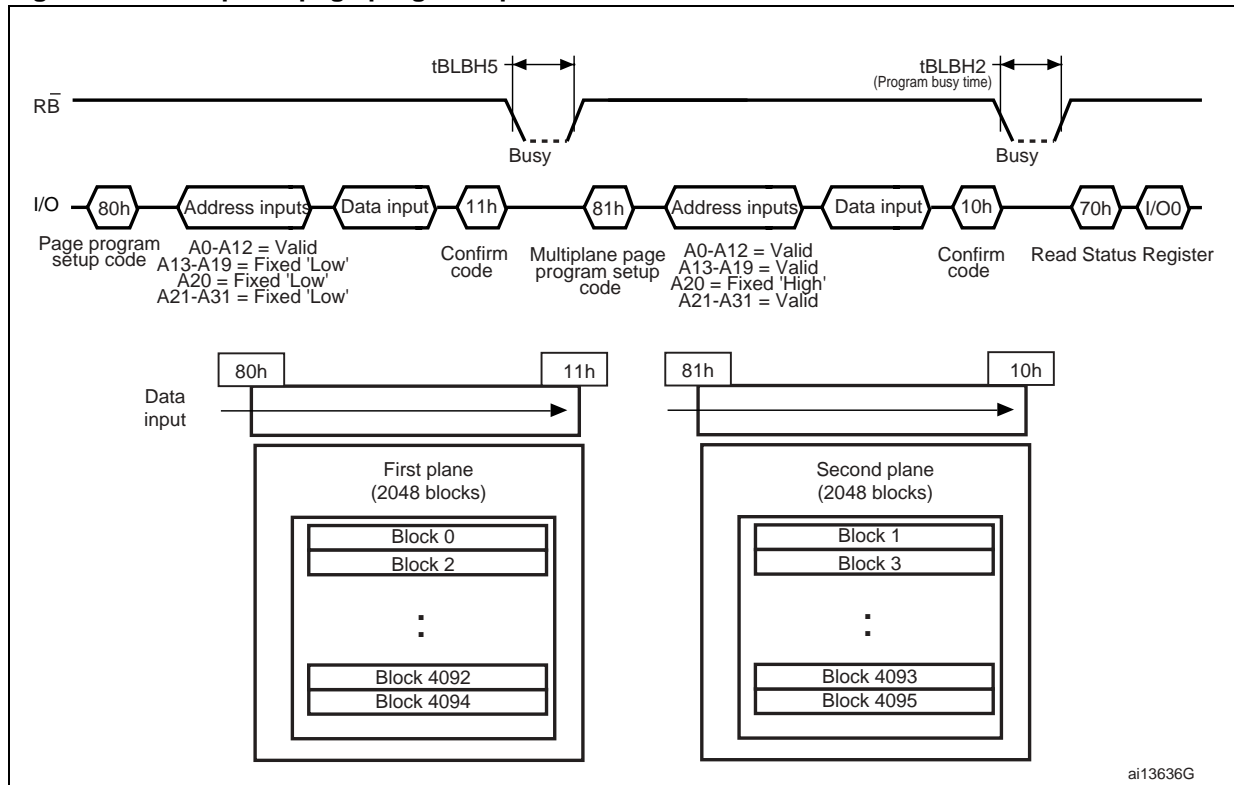 tBLBH5
tBLBH2
(Program busy time)
RB̅
Busy
Busy
I/O
80h
Address inputs
Data input
11h
81h
Address inputs
Data input
10h
70h
I/O0
Page program
setup code
A0-A12 = Valid
A13-A19 = Fixed 'Low'
A20 = Fixed 'Low'
A21-A31 = Fixed 'Low'
Confirm
code
Multiplane page
program setup
code
A0-A12 = Valid
A13-A19 = Valid
A20 = Fixed 'High'
A21-A31 = Valid
Confirm
code
Read Status Register
80h
11h
81h
10h
Data
input
First plane
(2048 blocks)
Second plane
(2048 blocks)
Block 0
Block 2
:
Block 4092
Block 4094
Block 1
Block 3
:
Block 4093
Block 4095
ai13636G